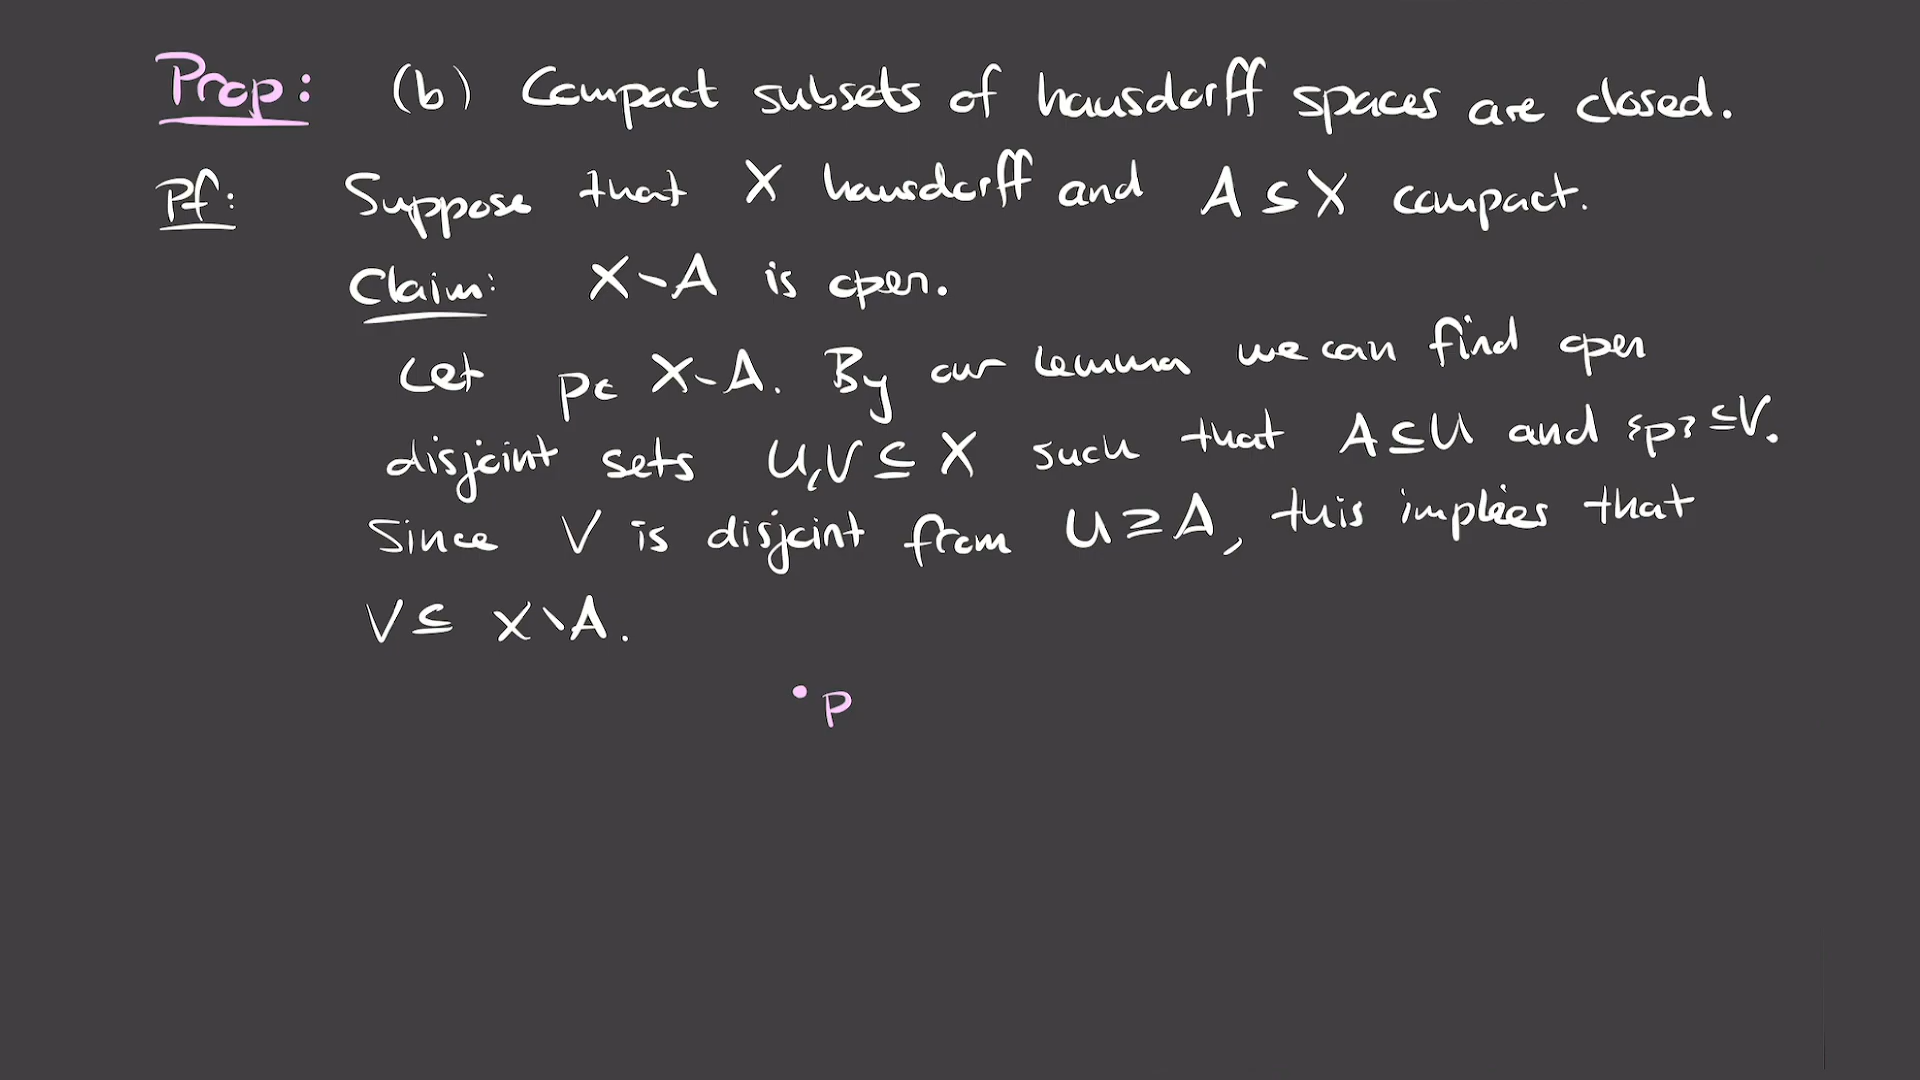 Prop: (b) Compact subsets of hausdorff spaces are closed.
Pf: Suppose that X hausdorff and A ⊆ X compact.
Claim: X∖A is open.
Let p∈ X∖A. By our lemma we can find open
disjoint sets U,V ⊆ X such that A⊆U and {p}⊆V.
Since V is disjoint from U⊇A, this implies that
V⊆ X∖A.
p